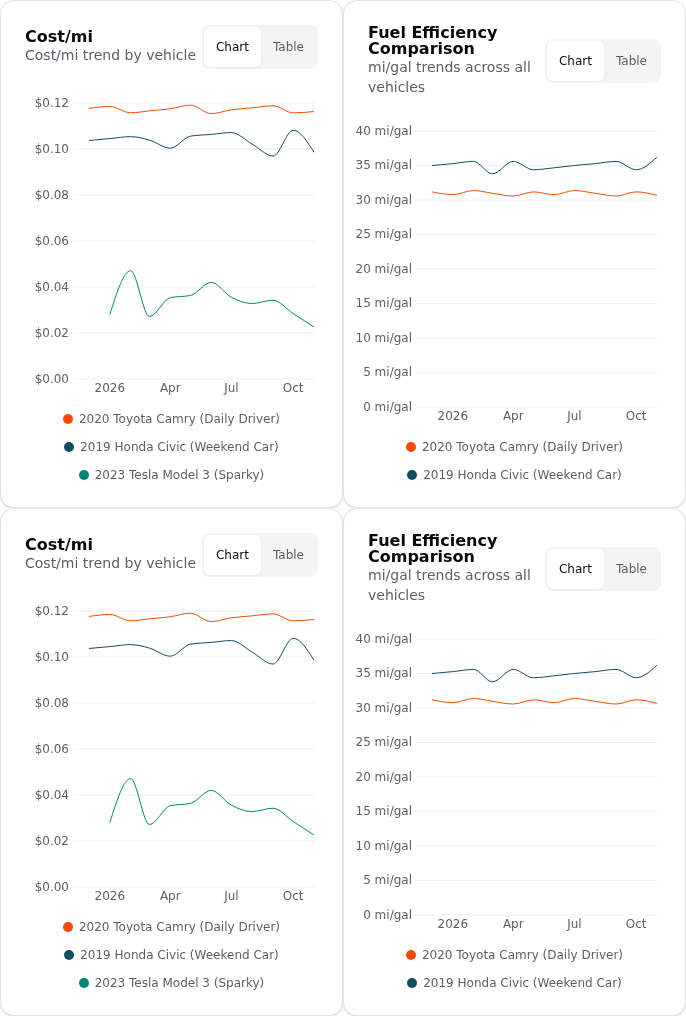 Cost/mi
Cost/mi trend by vehicle
Chart
Table
$0.12
$0.10
$0.08
$0.06
$0.04
$0.02
$0.00
2026
Apr
Jul
Oct
2020 Toyota Camry (Daily Driver)
2019 Honda Civic (Weekend Car)
2023 Tesla Model 3 (Sparky)
Fuel Efficiency
Comparison
mi/gal trends across all
vehicles
Chart
Table
40 mi/gal
35 mi/gal
30 mi/gal
25 mi/gal
20 mi/gal
15 mi/gal
10 mi/gal
5 mi/gal
0 mi/gal
2026
Apr
Jul
Oct
2020 Toyota Camry (Daily Driver)
2019 Honda Civic (Weekend Car)
Cost/mi
Cost/mi trend by vehicle
Chart
Table
$0.12
$0.10
$0.08
$0.06
$0.04
$0.02
$0.00
2026
Apr
Jul
Oct
2020 Toyota Camry (Daily Driver)
2019 Honda Civic (Weekend Car)
2023 Tesla Model 3 (Sparky)
Fuel Efficiency
Comparison
mi/gal trends across all
vehicles
Chart
Table
40 mi/gal
35 mi/gal
30 mi/gal
25 mi/gal
20 mi/gal
15 mi/gal
10 mi/gal
5 mi/gal
0 mi/gal
2026
Apr
Jul
Oct
2020 Toyota Camry (Daily Driver)
2019 Honda Civic (Weekend Car)